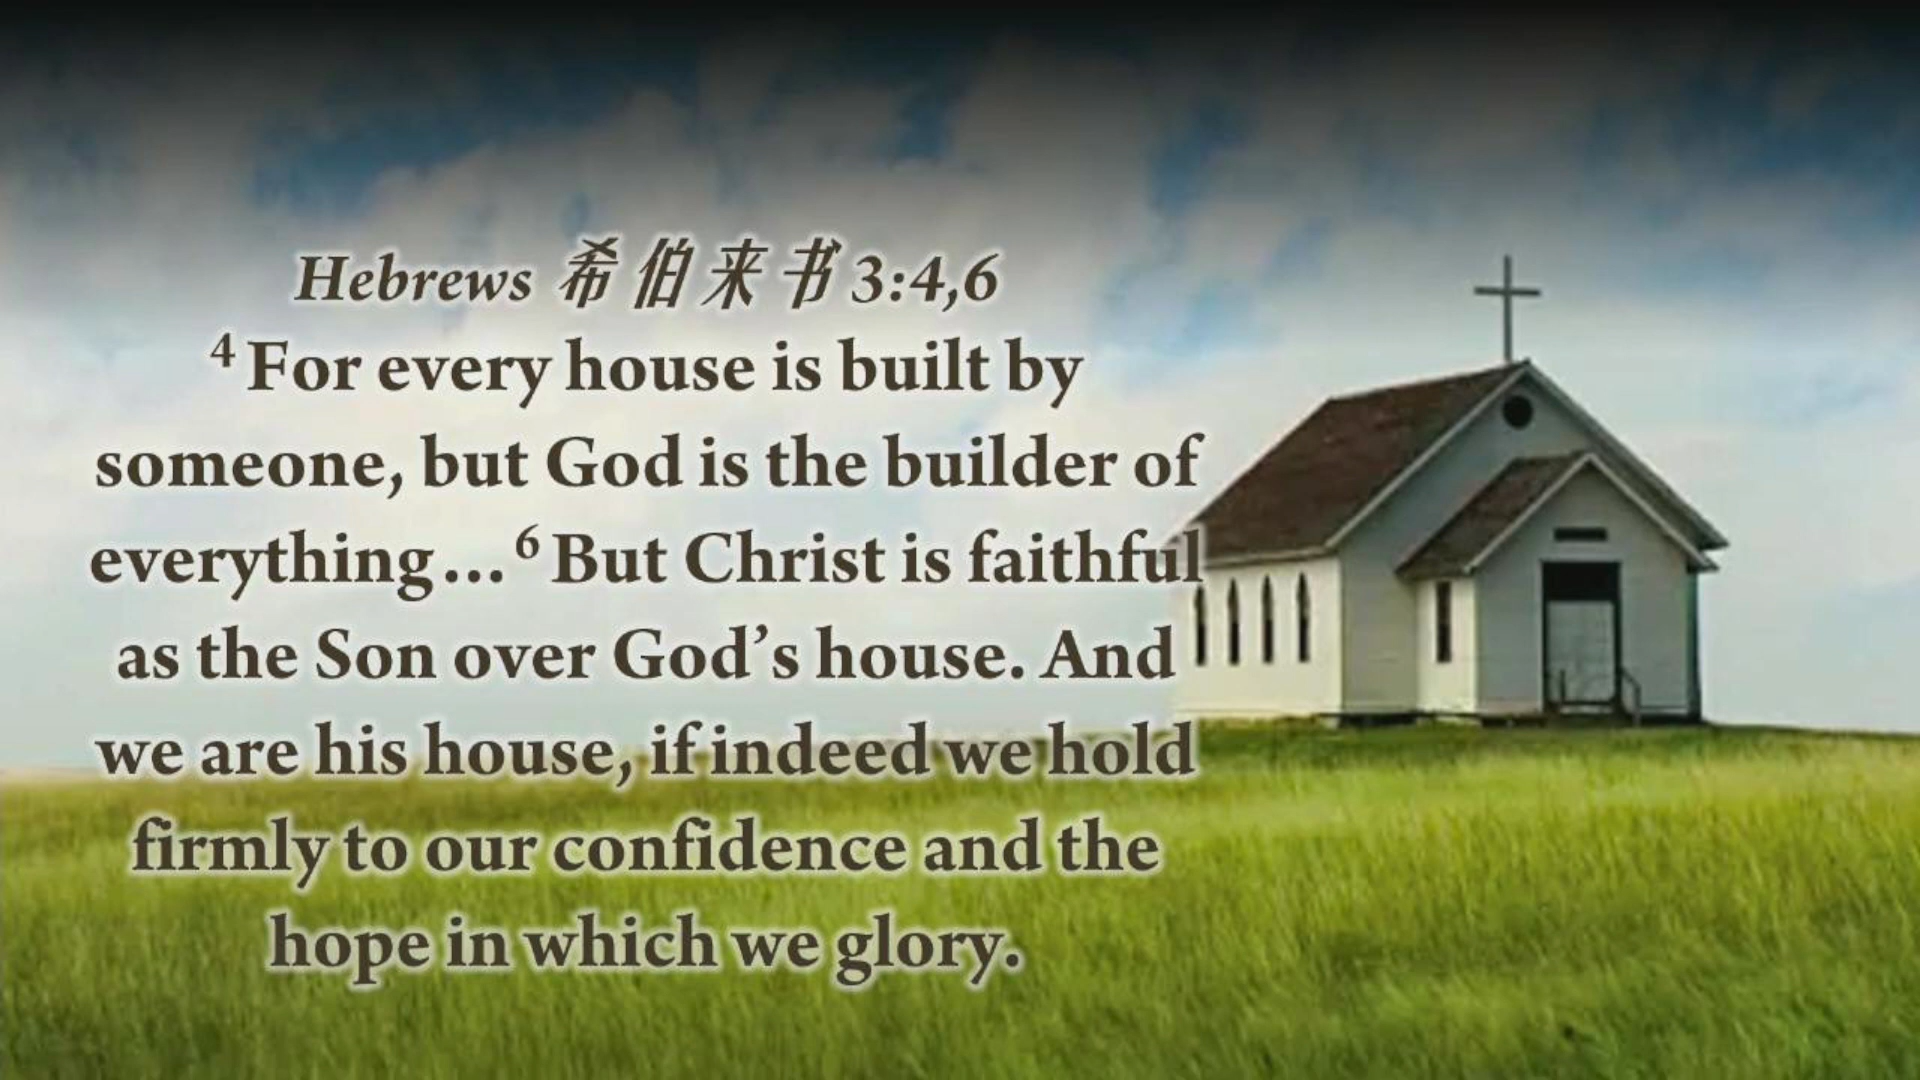 Hebrews 希伯来书 3:4,6
4 For every house is built by
someone, but God is the builder of
everything…6 But Christ is faithful
as the Son over God’s house. And
we are his house, if indeed we hold
firmly to our confidence and the
hope in which we glory.